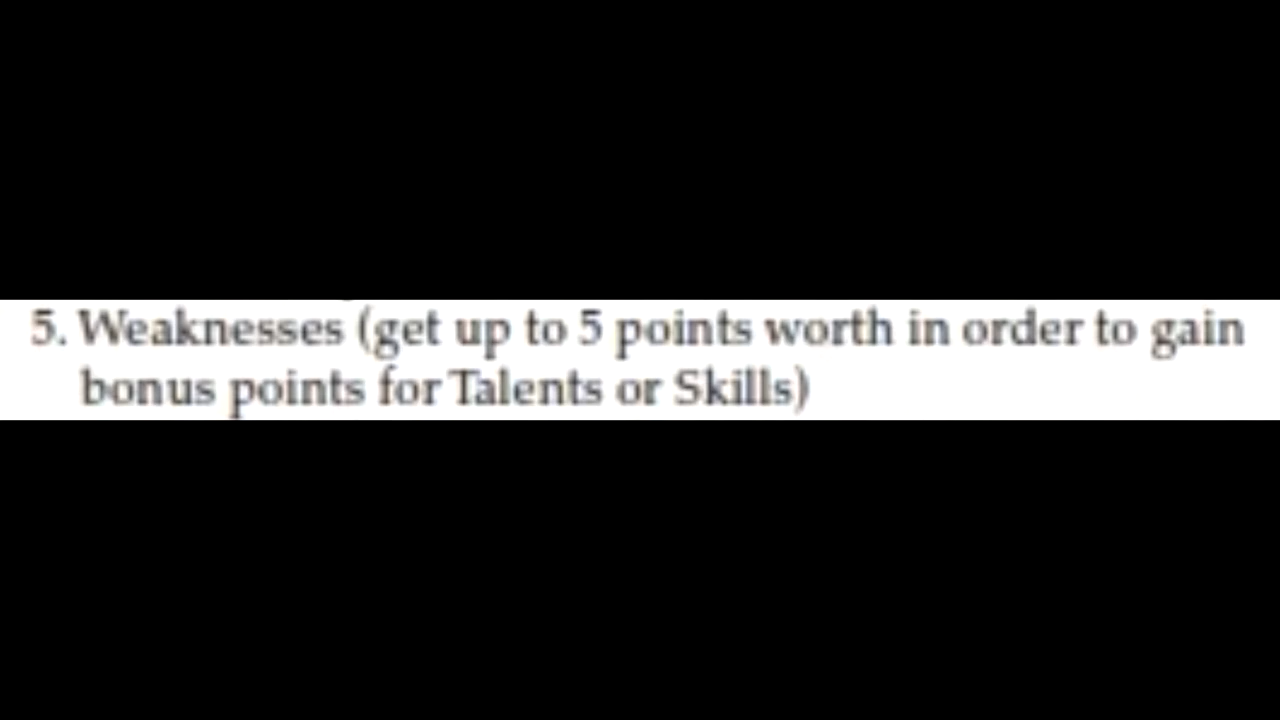 5. Weaknesses (get up to 5 points worth in order to gain
bonus points for Talents or Skills)